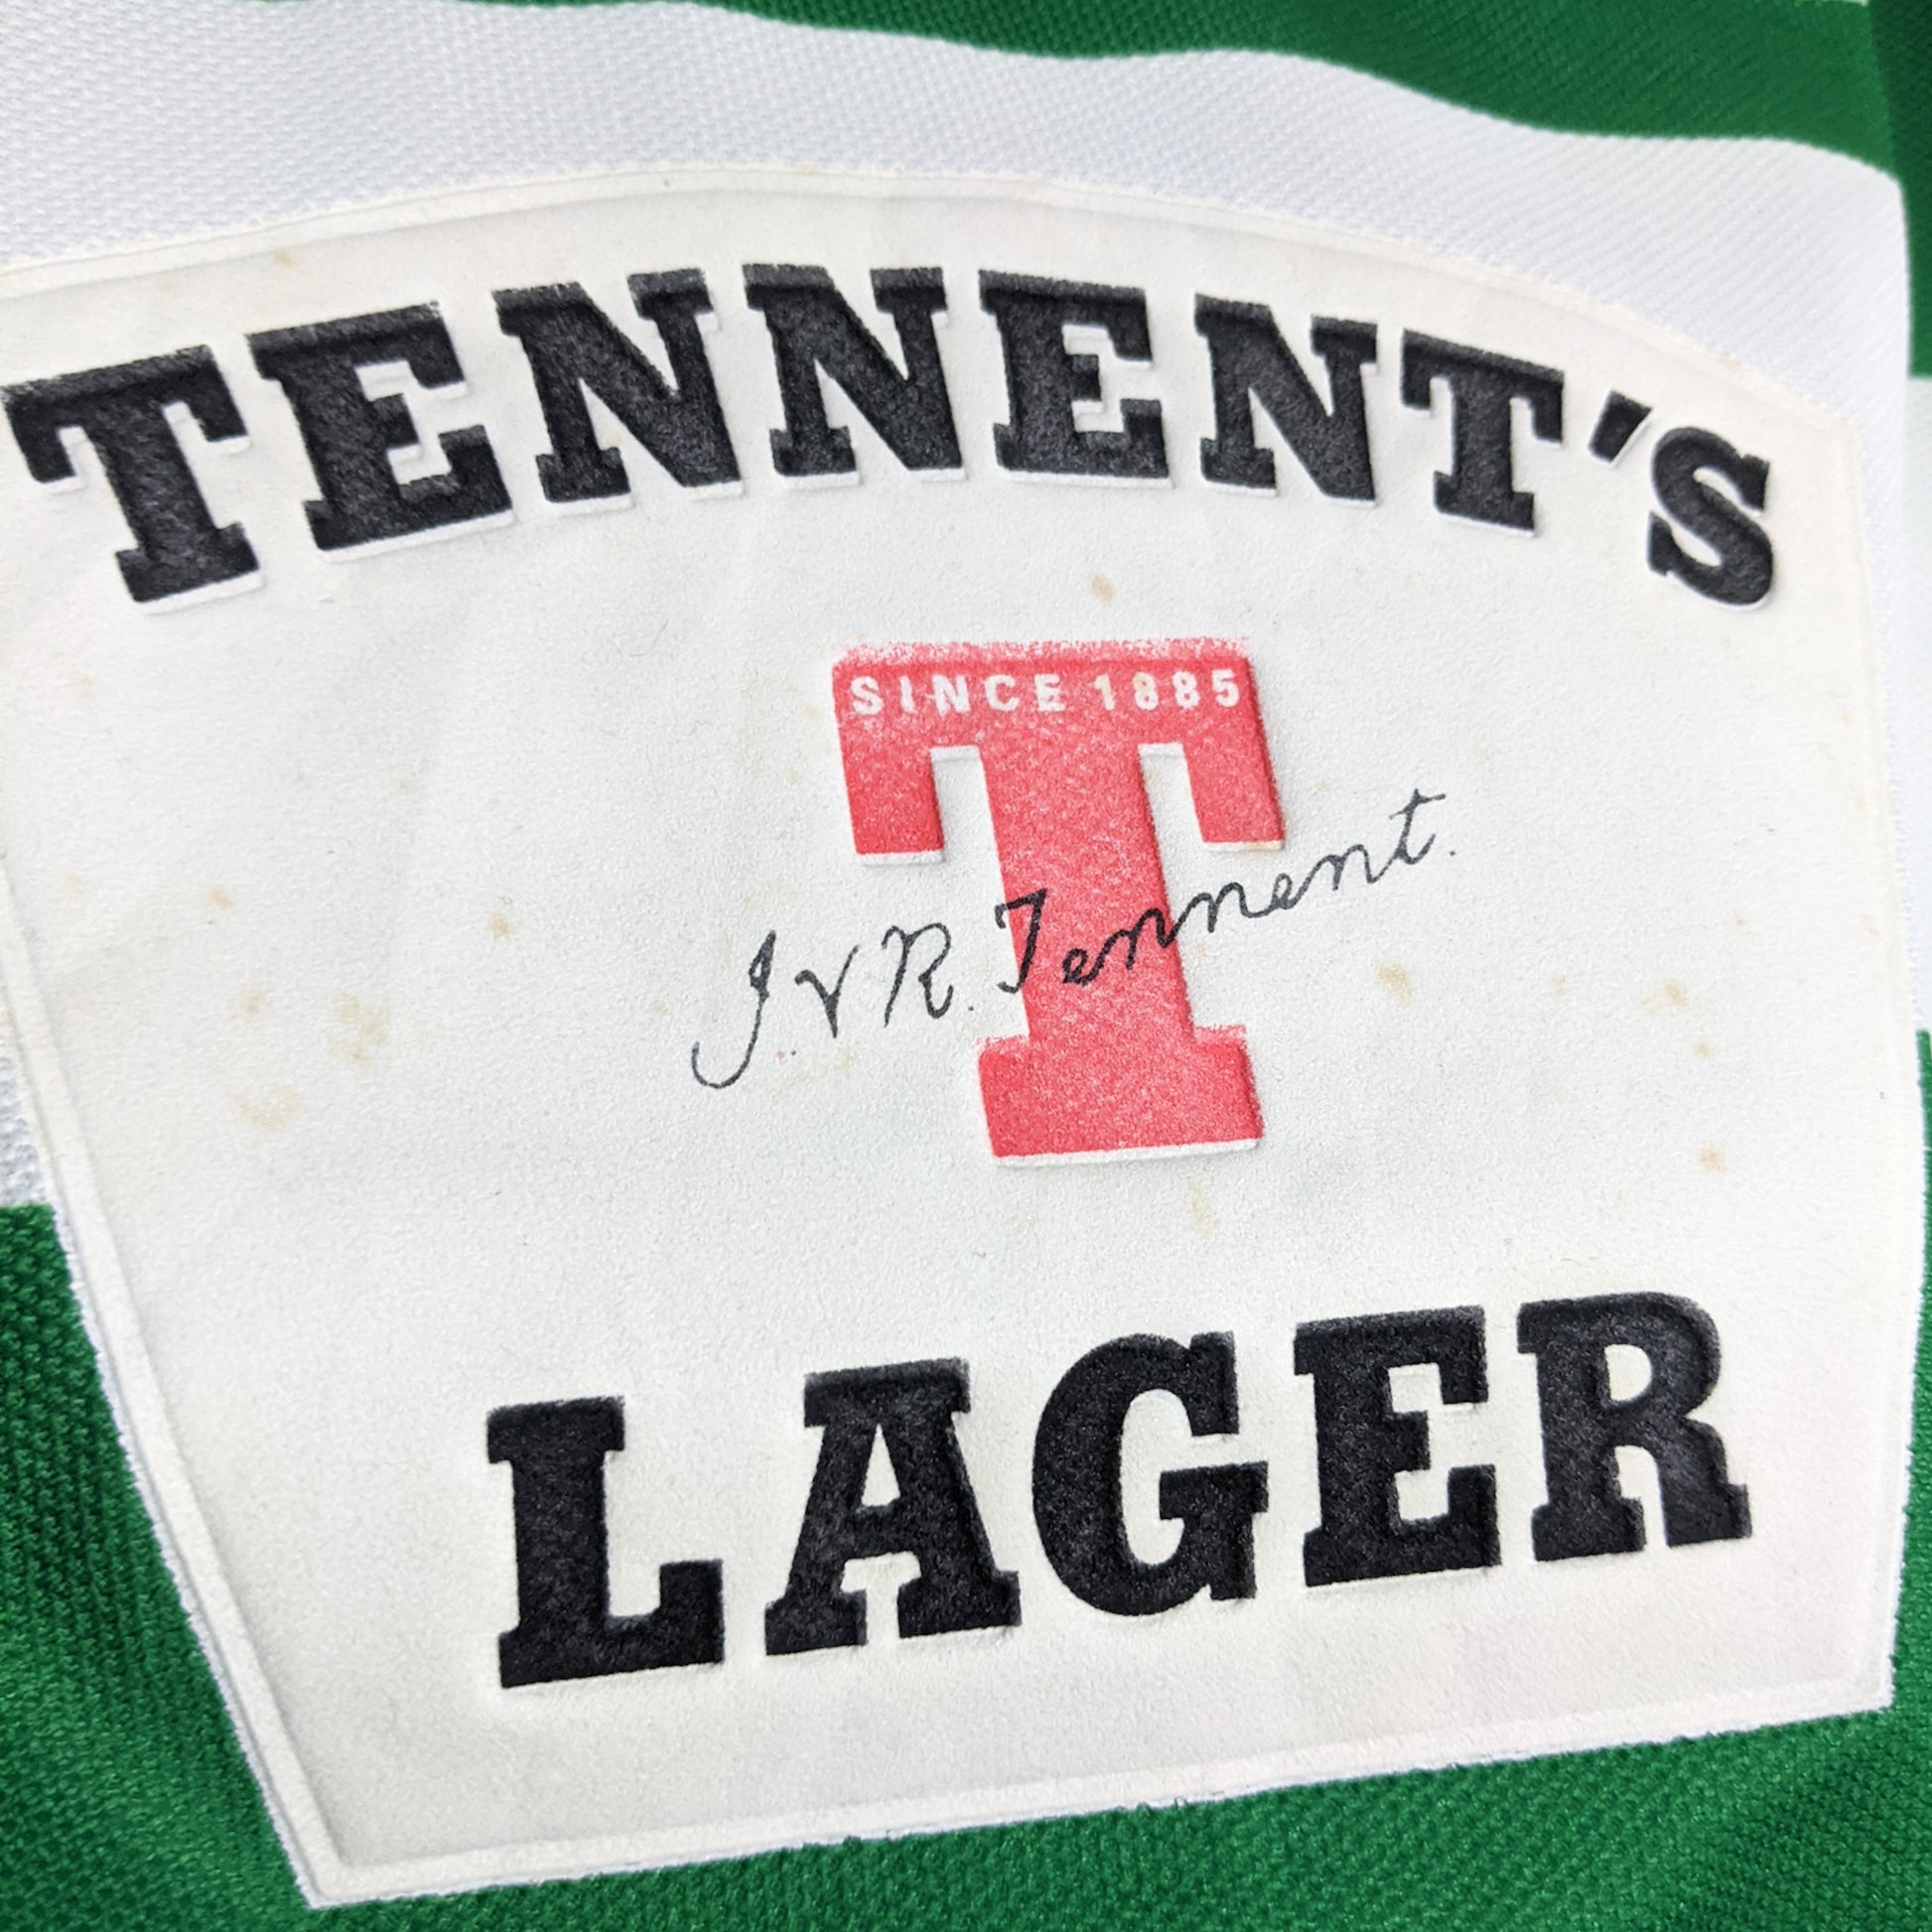 TENNENT'S
SINCE 1885
J. V R. Tennent.
LAGER